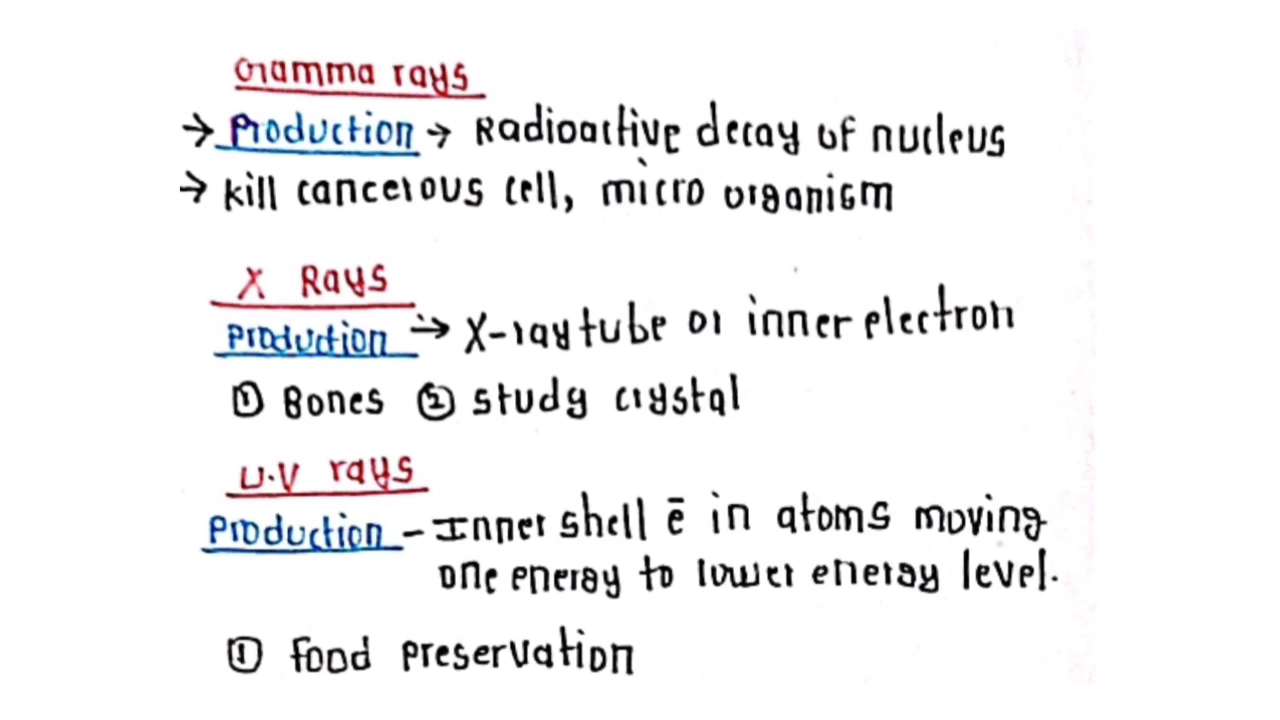 Gamma rays
→ Production → Radioactive decay of nucleus
→ kill cancerous cell, micro organism
X Rays
Production → X-ray tube or inner electron
① Bones ② study crystal
U.V rays
Production - Inner shell ē in atoms moving
one energy to lower energy level.
① food preservation